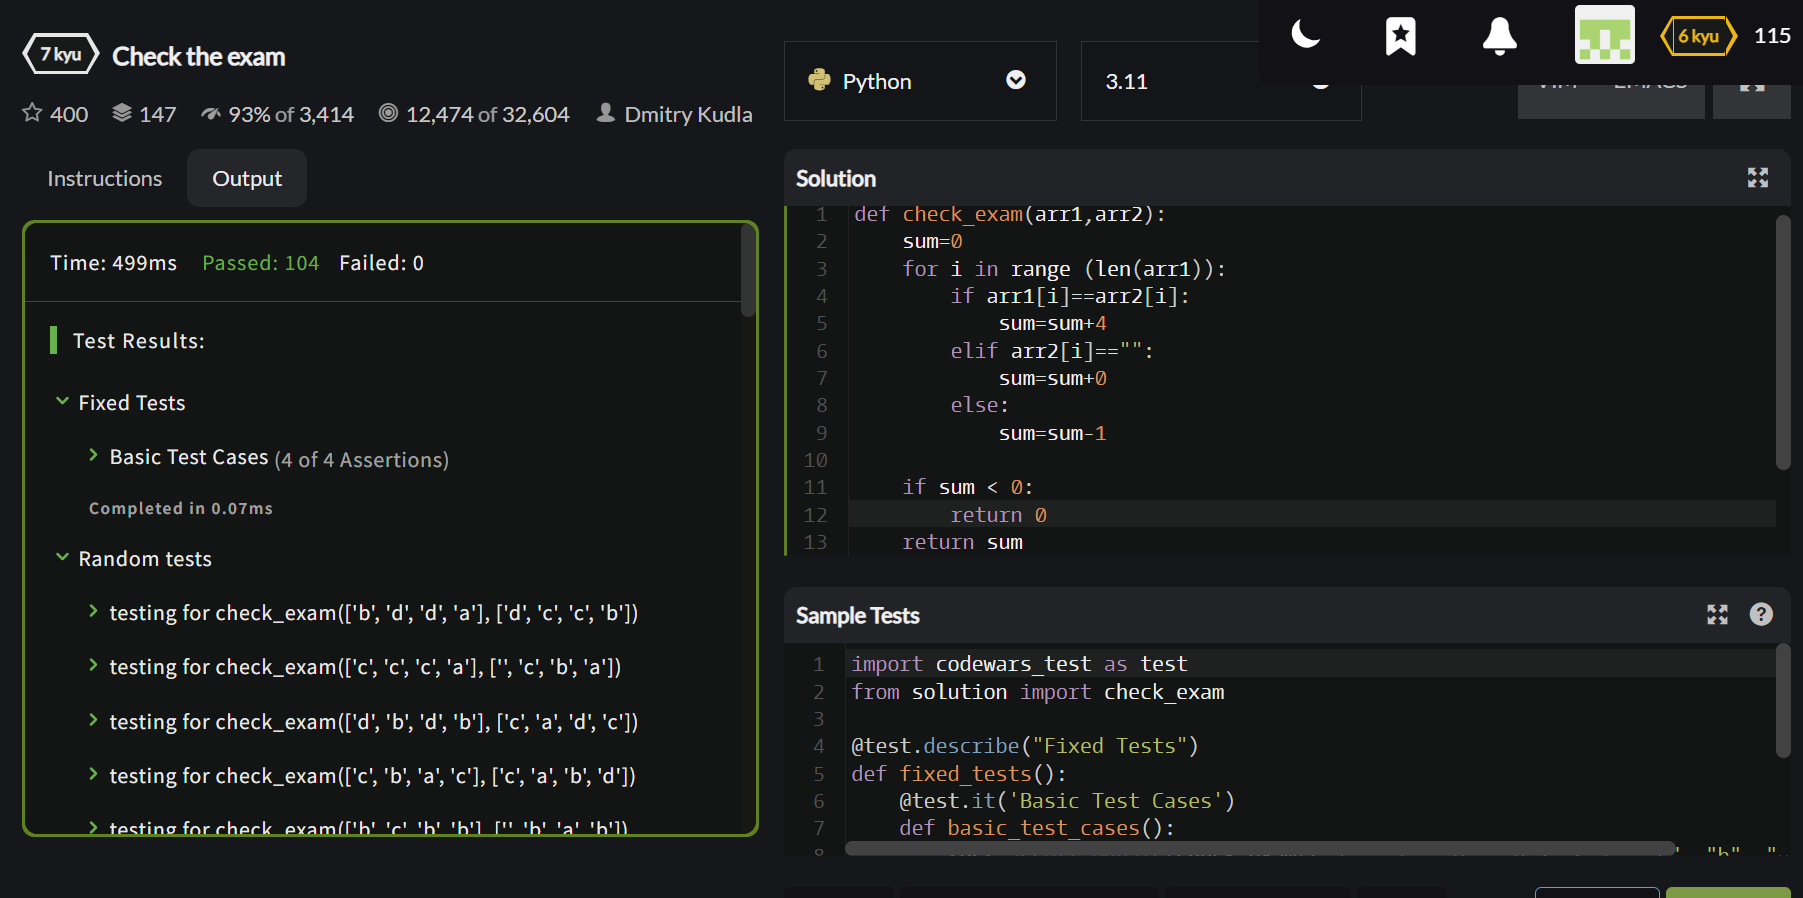 7 kyu Check the exam
400 147 93% of 3,414 12,474 of 32,604 Dmitry Kudla
Instructions Output
Time: 499ms Passed: 104 Failed: 0
Test Results:
Fixed Tests
Basic Test Cases (4 of 4 Assertions)
Completed in 0.07ms
Random tests
testing for check_exam(['b', 'd', 'd', 'a'], ['d', 'c', 'c', 'b'])
testing for check_exam(['c', 'c', 'c', 'a'], ['', 'c', 'b', 'a'])
testing for check_exam(['d', 'b', 'd', 'b'], ['c', 'a', 'd', 'c'])
testing for check_exam(['c', 'b', 'a', 'c'], ['c', 'a', 'b', 'd'])
testing for check_exam(['b', 'c', 'b', 'b'], ['', 'b', 'a', 'b'])
6 kyu 115
Python 3.11
VIM EMACS
Solution
1 def check_exam(arr1,arr2):
2 sum=0
3 for i in range (len(arr1)):
4 if arr1[i]==arr2[i]:
5 sum=sum+4
6 elif arr2[i]=="":
7 sum=sum+0
8 else:
9 sum=sum-1
10
11 if sum < 0:
12 return 0
13 return sum
Sample Tests
1 import codewars_test as test
2 from solution import check_exam
3
4 @test.describe("Fixed Tests")
5 def fixed_tests():
6 @test.it('Basic Test Cases')
7 def basic_test_cases():
8